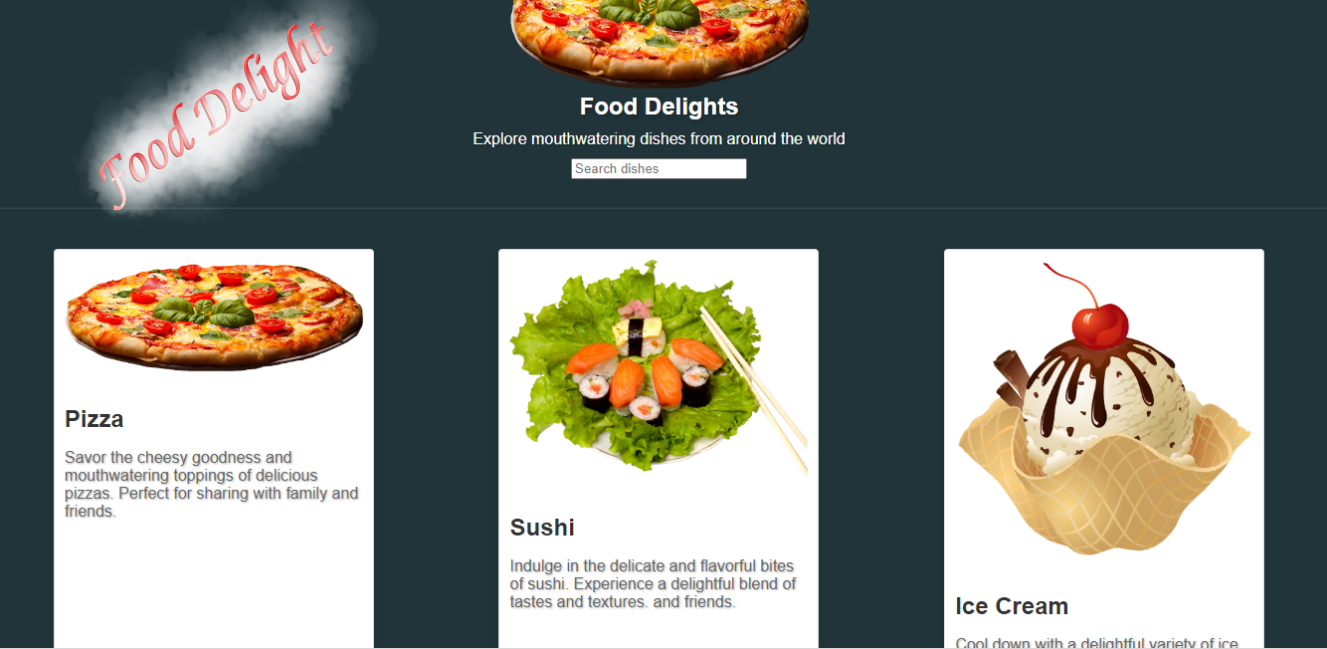 Food Delight
Food Delights
Explore mouthwatering dishes from around the world
Search dishes
Pizza
Savor the cheesy goodness and
mouthwatering toppings of delicious
pizzas. Perfect for sharing with family and
friends.
Sushi
Indulge in the delicate and flavorful bites
of sushi. Experience a delightful blend of
tastes and textures. and friends.
Ice Cream
Cool down with a delightful variety of ice